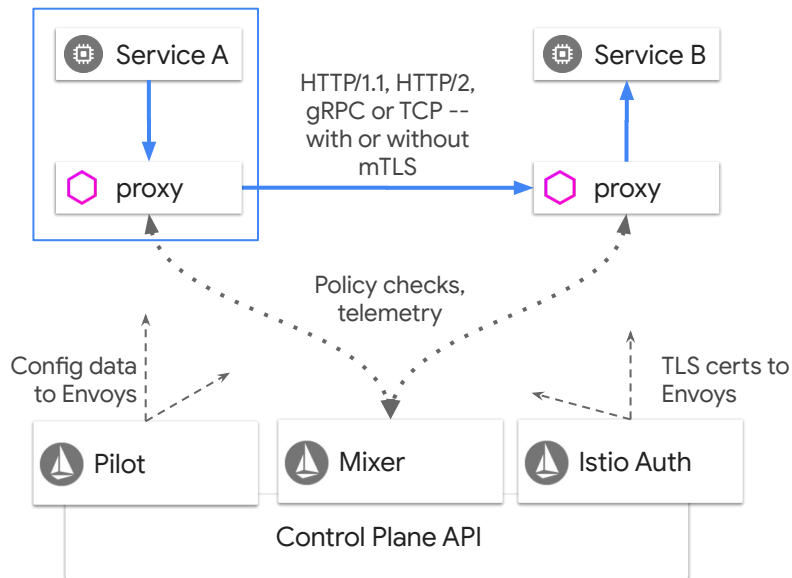 Service A
Service B
HTTP/1.1, HTTP/2,
gRPC or TCP --
with or without
mTLS
proxy
proxy
Policy checks,
telemetry
Config data
to Envoys
TLS certs to
Envoys
Pilot
Mixer
Istio Auth
Control Plane API